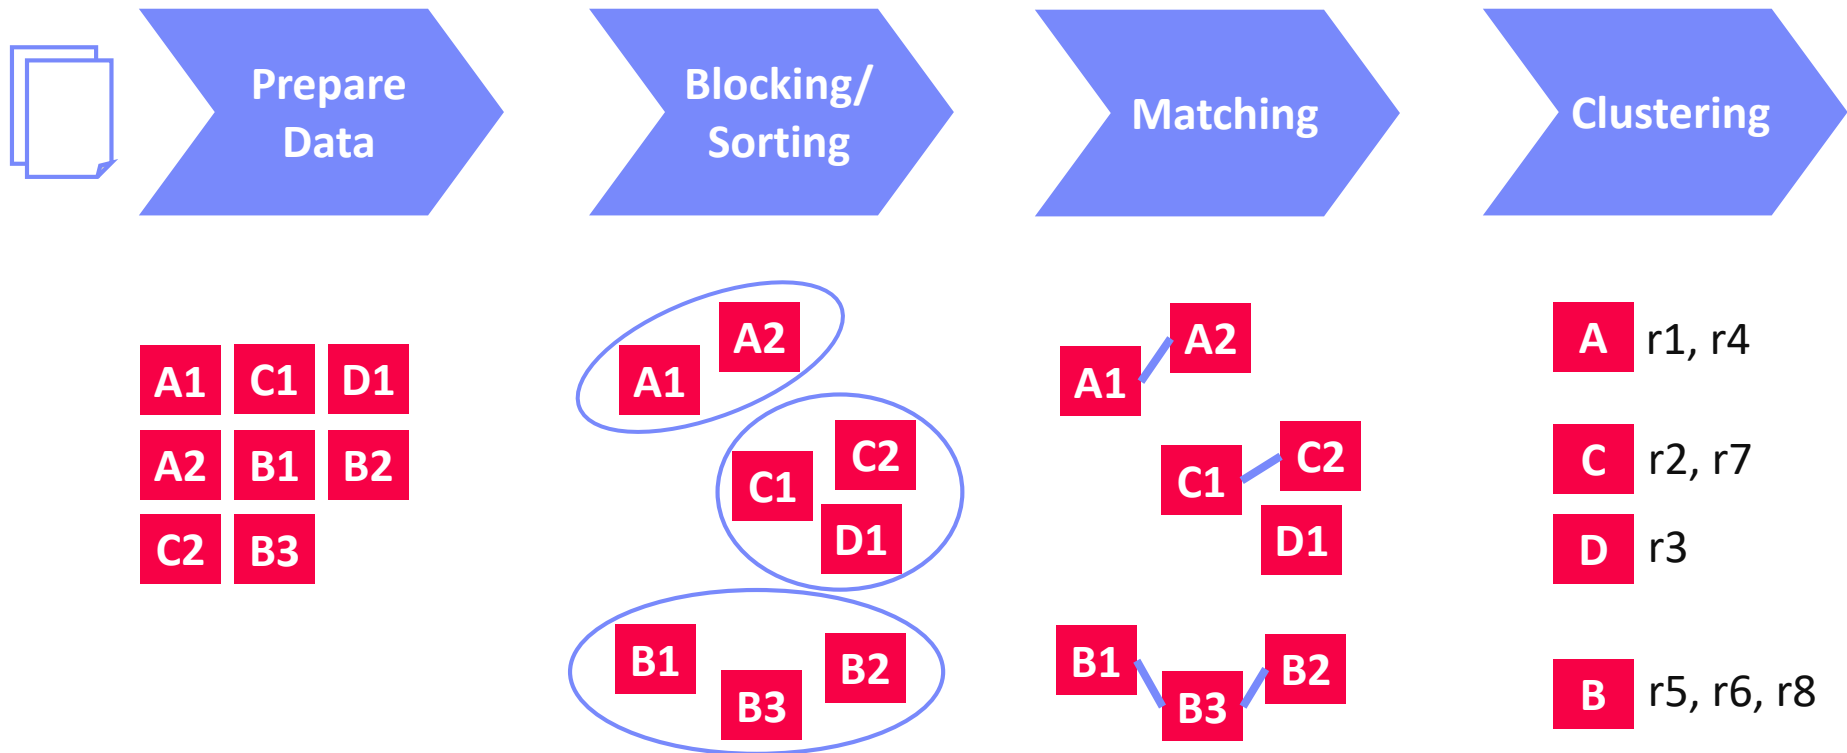 Prepare
Data
Blocking/
Sorting
Matching
Clustering
A1 C1 D1
A2 B1 B2
C2 B3
A2
A1
C2
C1
D1
B1
B2
B3
A2
A1
C2
C1
D1
B1
B2
B3
A r1, r4
C r2, r7
D r3
B r5, r6, r8